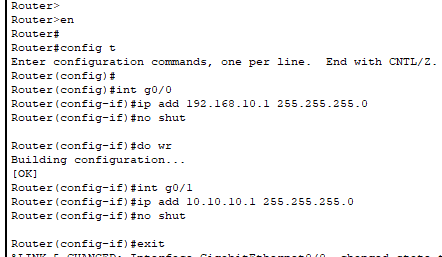 Router>
Router>en
Router#
Router#config t
Enter configuration commands, one per line.  End with CNTL/Z.
Router(config)#
Router(config)#int g0/0
Router(config-if)#ip add 192.168.10.1 255.255.255.0
Router(config-if)#no shut

Router(config-if)#do wr
Building configuration...
[OK]
Router(config-if)#int g0/1
Router(config-if)#ip add 10.10.10.1 255.255.255.0
Router(config-if)#no shut

Router(config-if)#exit
%LINK-5-CHANGED: Interface GigabitEthernet0/0, changed state